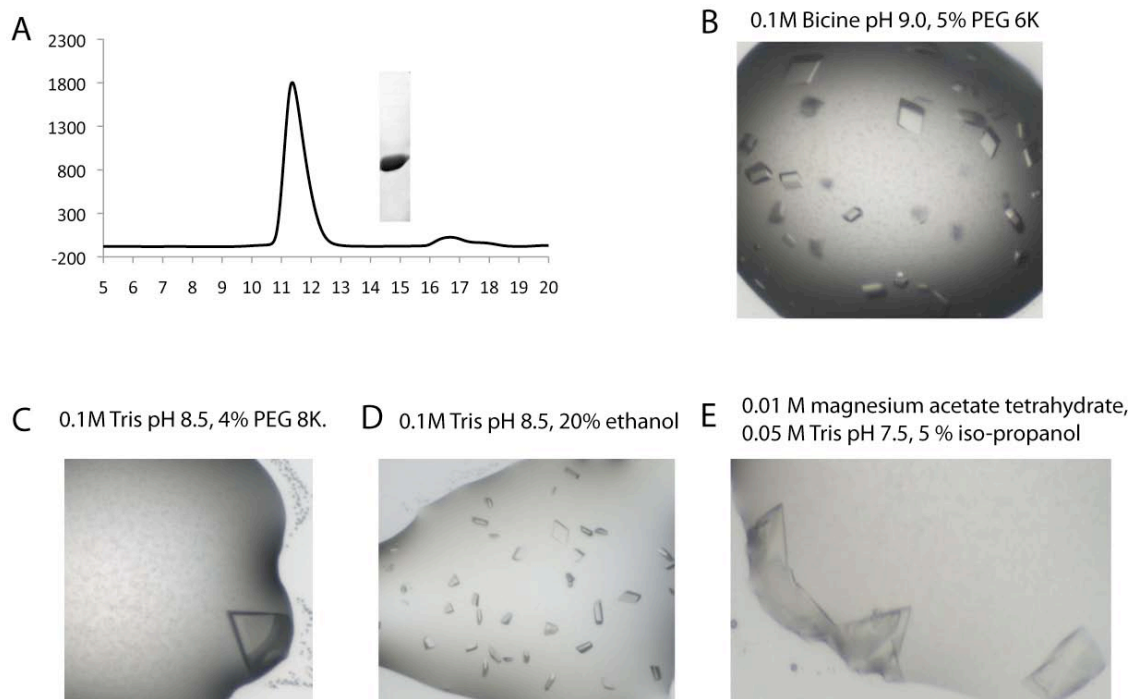 A
2300
1800
1300
800
300
-200
5 6 7 8 9 10 11 12 13 14 15 16 17 18 19 20
B 0.1M Bicine pH 9.0, 5% PEG 6K
C 0.1M Tris pH 8.5, 4% PEG 8K.
D 0.1M Tris pH 8.5, 20% ethanol
E 0.01 M magnesium acetate tetrahydrate,
0.05 M Tris pH 7.5, 5 % iso-propanol